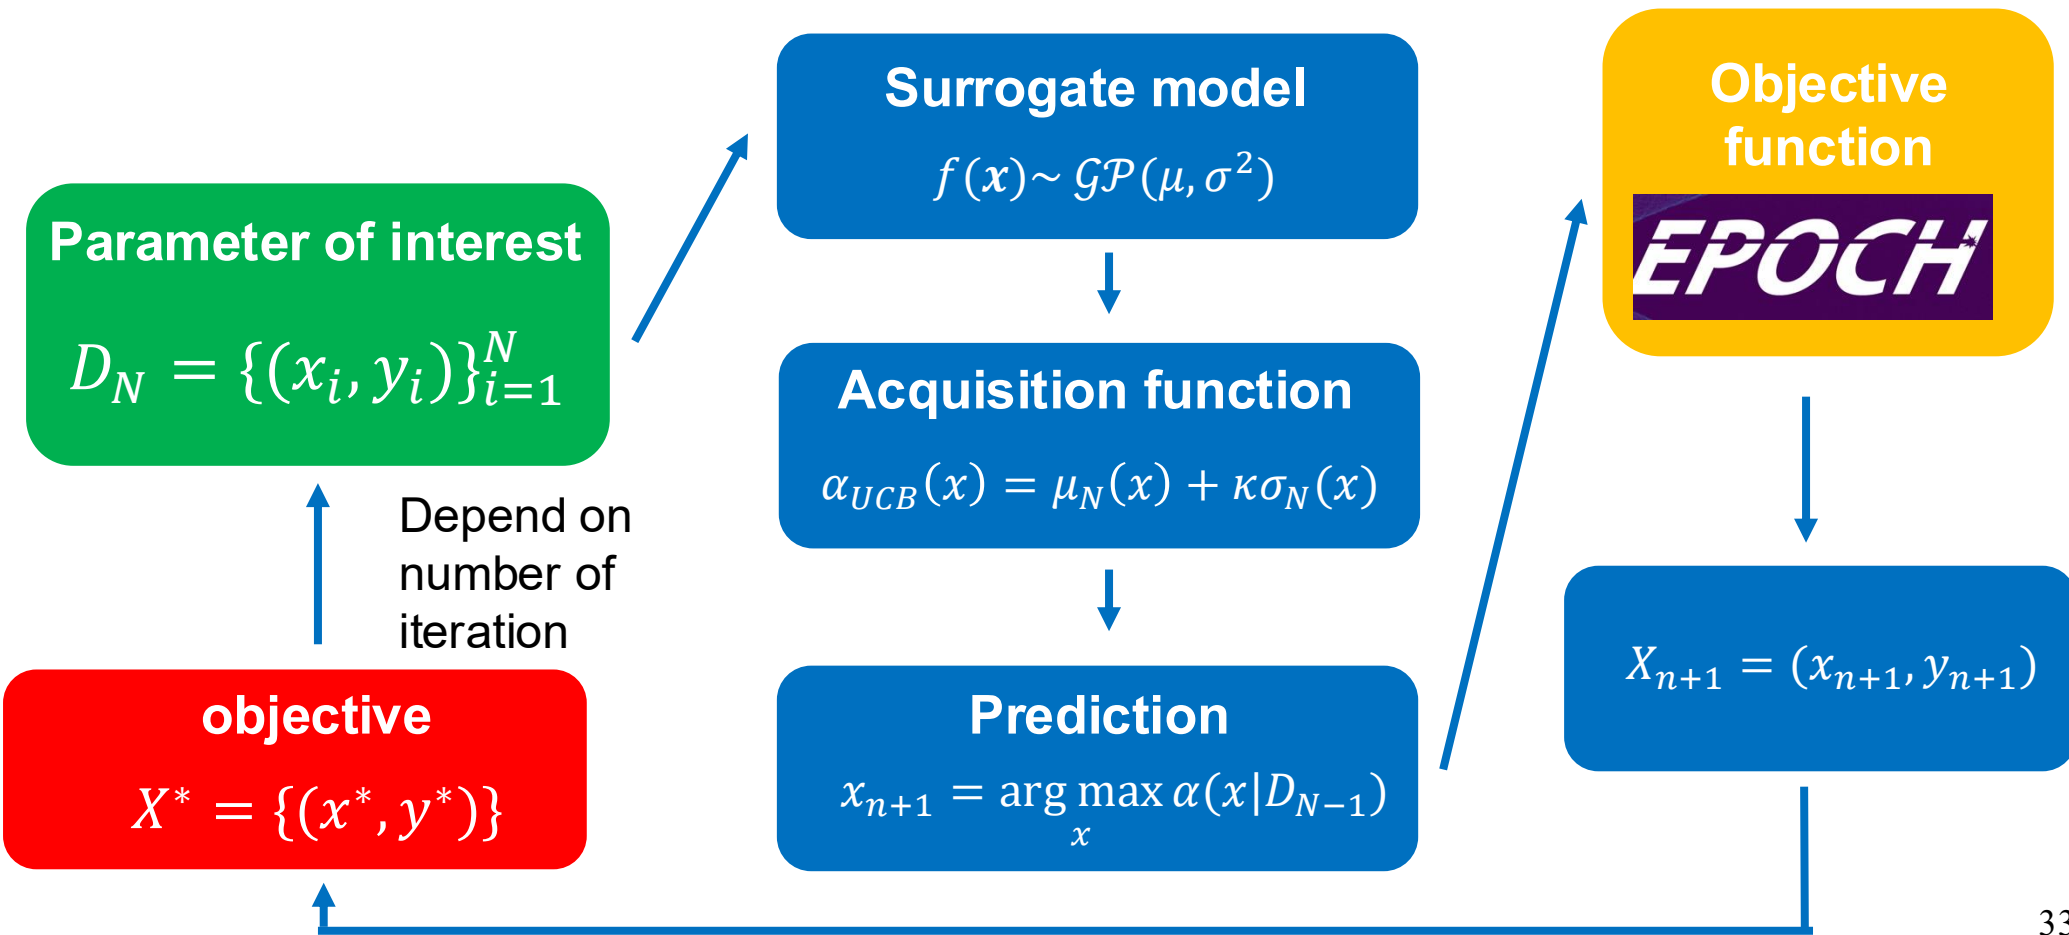 Parameter of interest
D_N = {(x_i, y_i)}_{i=1}^N
Depend on
number of
iteration
objective
X* = {(x*, y*)}
Surrogate model
f(x)~ 𝒢𝒫(μ, σ²)
Acquisition function
α_{UCB}(x) = μ_N(x) + κσ_N(x)
Prediction
x_{n+1} = arg max α(x|D_{N−1})
x
Objective
function
EPOCH
X_{n+1} = (x_{n+1}, y_{n+1})
33